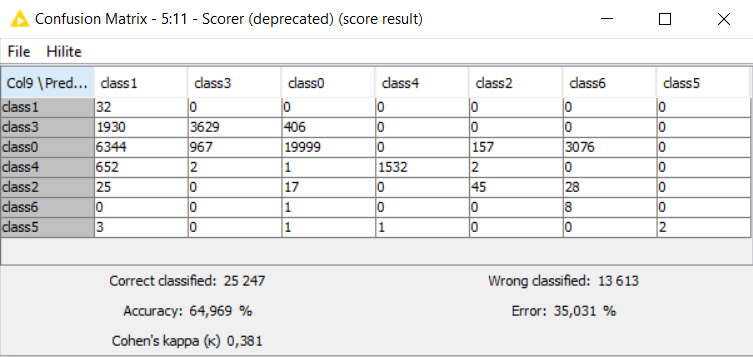 Confusion Matrix - 5:11 - Scorer (deprecated) (score result)
File Hilite
Col9 \ Pred... class1 class3 class0 class4 class2 class6 class5
class1 32 0 0 0 0 0 0
class3 1930 3629 406 0 0 0 0
class0 6344 967 19999 0 157 3076 0
class4 652 2 1 1532 2 0 0
class2 25 0 17 0 45 28 0
class6 0 0 1 0 0 8 0
class5 3 0 1 1 0 0 2
Correct classified: 25 247 Wrong classified: 13 613
Accuracy: 64,969 % Error: 35,031 %
Cohen's kappa (κ) 0,381